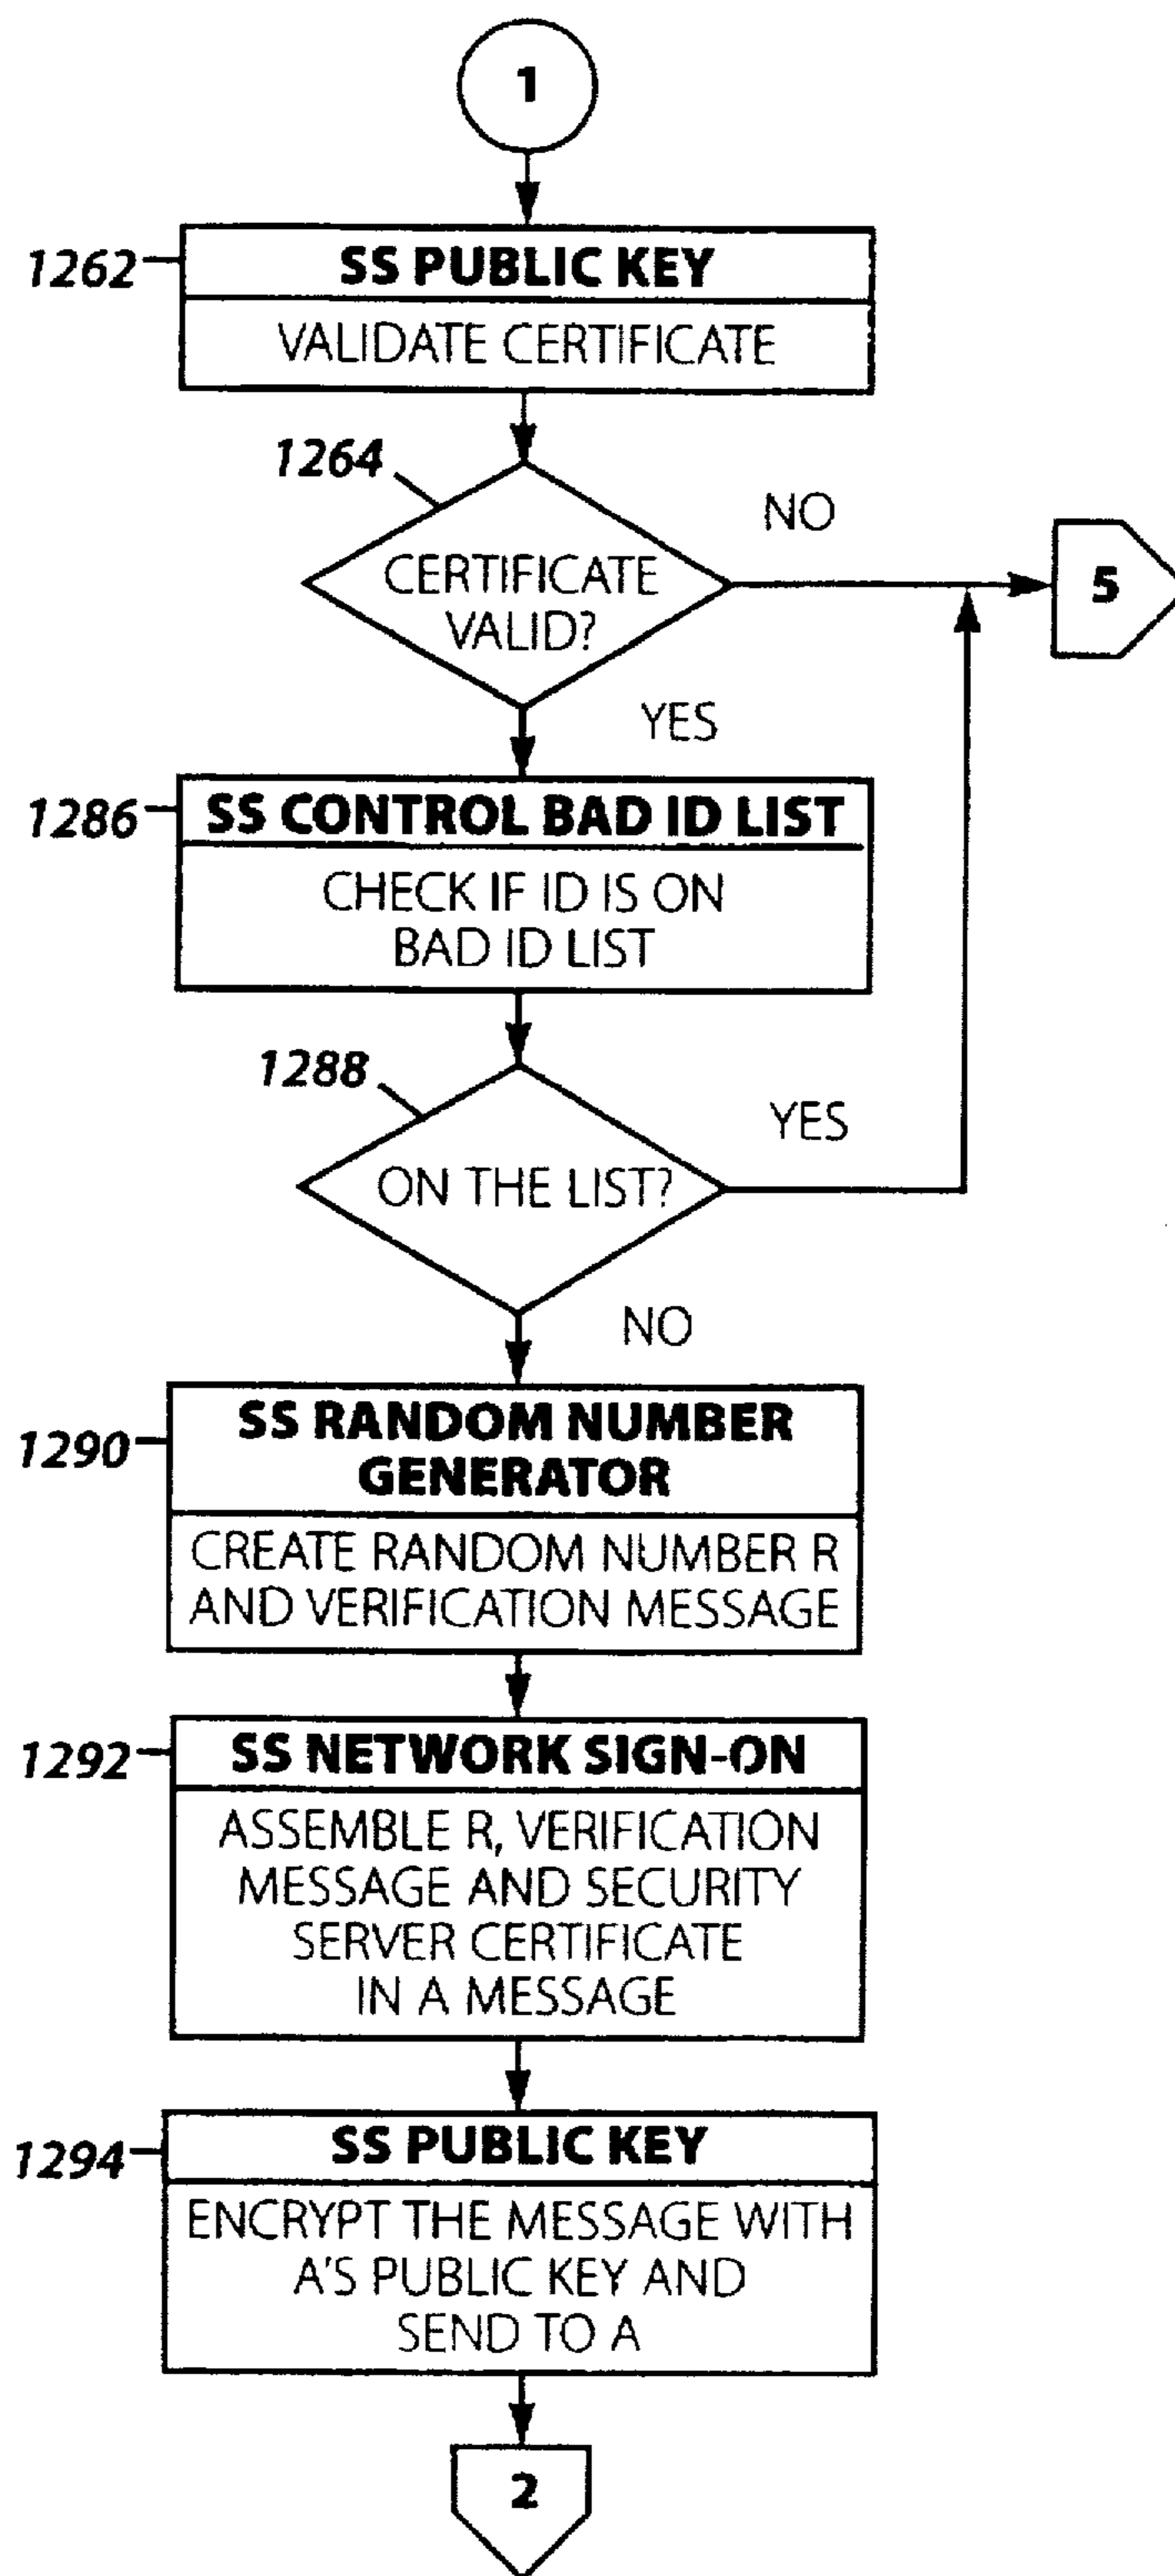 1
1262
SS PUBLIC KEY
VALIDATE CERTIFICATE
1264
NO
CERTIFICATE
VALID?
5
YES
1286
SS CONTROL BAD ID LIST
CHECK IF ID IS ON
BAD ID LIST
1288
YES
ON THE LIST?
NO
1290
SS RANDOM NUMBER
GENERATOR
CREATE RANDOM NUMBER R
AND VERIFICATION MESSAGE
1292
SS NETWORK SIGN-ON
ASSEMBLE R, VERIFICATION
MESSAGE AND SECURITY
SERVER CERTIFICATE
IN A MESSAGE
1294
SS PUBLIC KEY
ENCRYPT THE MESSAGE WITH
A'S PUBLIC KEY AND
SEND TO A
2